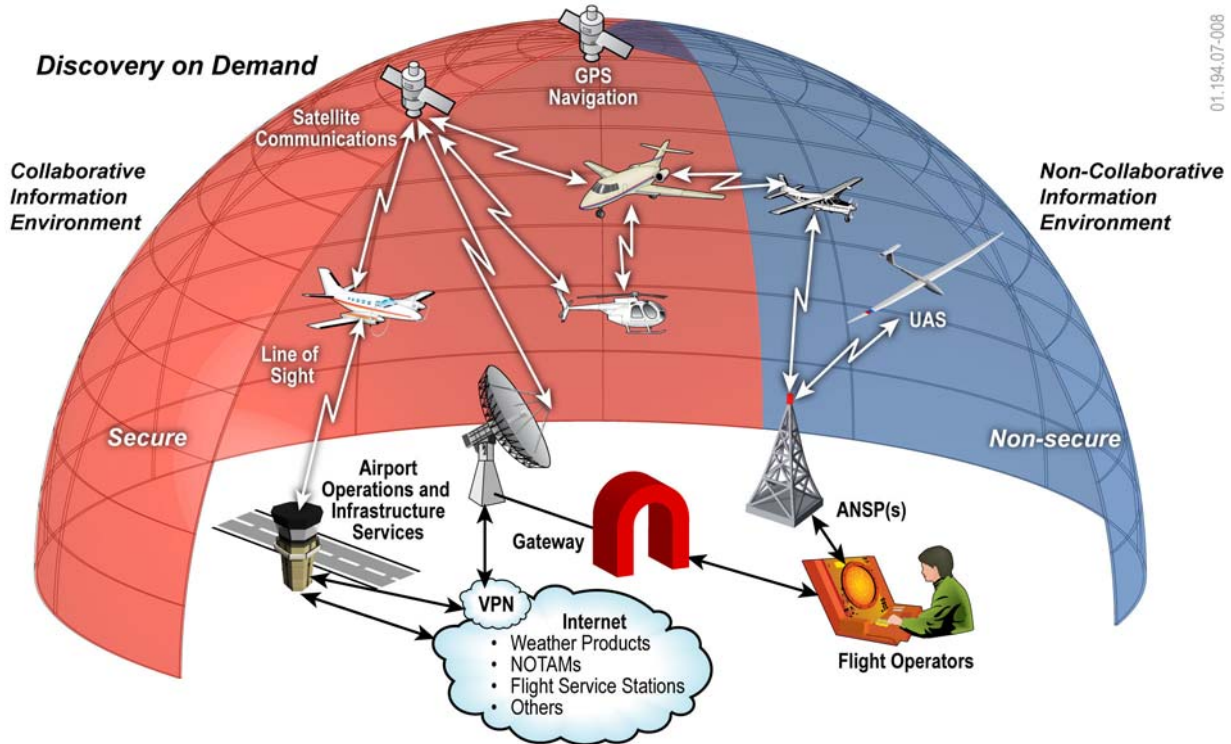 01.194.07-008
Discovery on Demand
GPS
Navigation
Satellite
Communications
Collaborative
Information
Environment
Non-Collaborative
Information
Environment
UAS
Line of
Sight
Secure
Non-secure
Airport
Operations and
Infrastructure
Services
Gateway
ANSP(s)
VPN
Internet
• Weather Products
• NOTAMs
• Flight Service Stations
• Others
Flight Operators